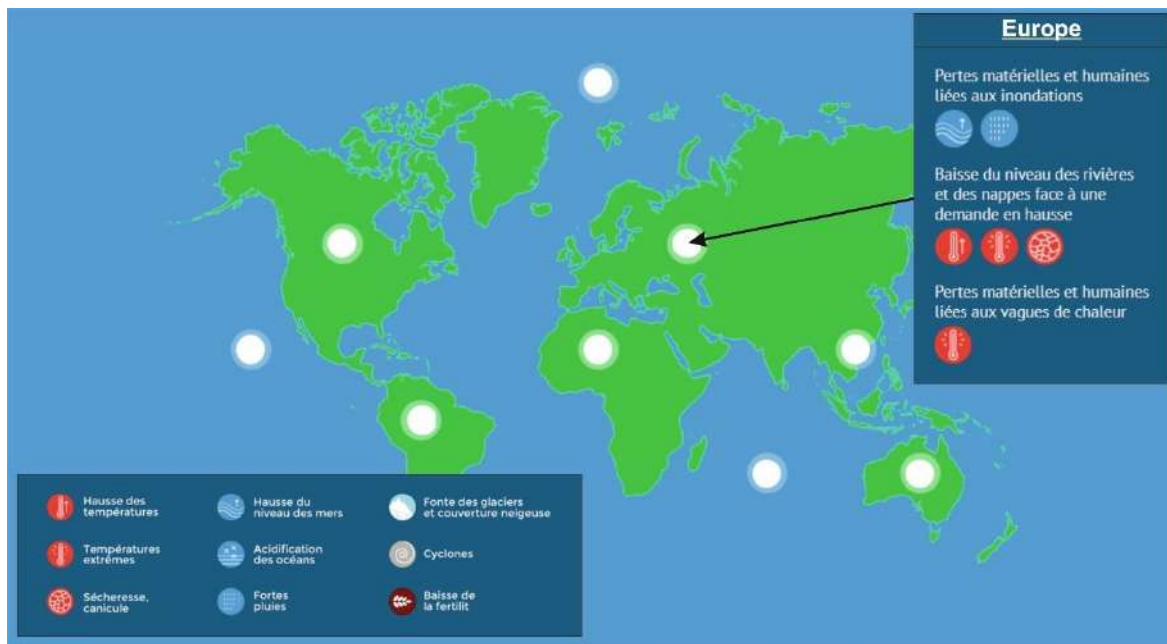 Europe
Pertes matérielles et humaines
liées aux inondations
Baisse du niveau des rivières
et des nappes face à une
demande en hausse
Pertes matérielles et humaines
liées aux vagues de chaleur
Hausse des
températures
Hausse du
niveau des mers
Fonte des glaciers
et couverture neigeuse
Températures
extrêmes
Acidification
des océans
Cyclones
Sécheresse,
canicule
Fortes
pluies
Baisse de
la fertilit